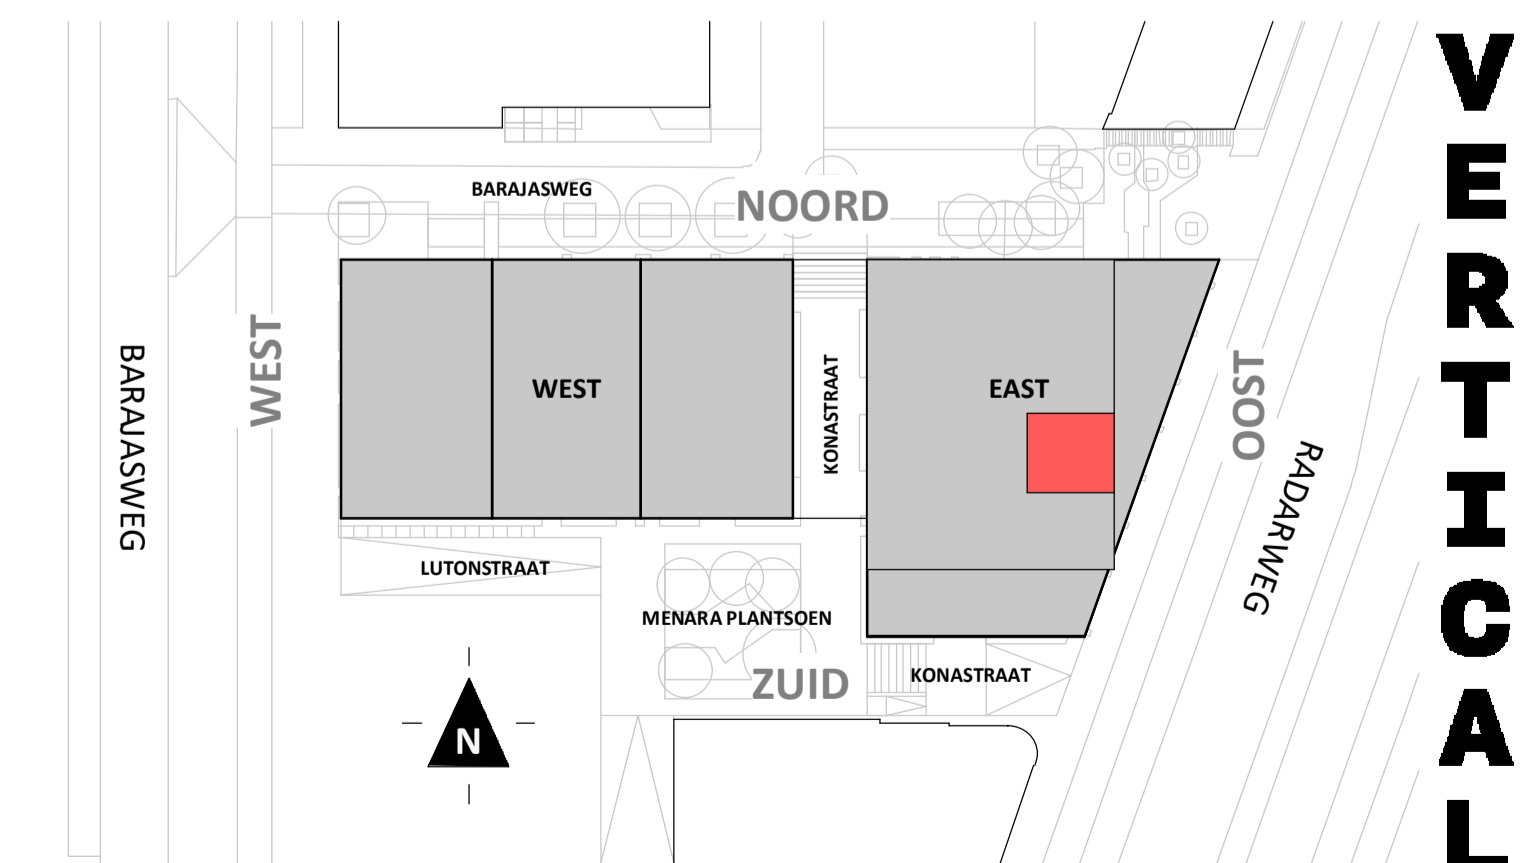 BARAJASWEG
NOORD
BARAJASWEG
WEST
WEST
KONASTRAAT
EAST
OOST
RADARWEG
LUTONSTRAAT
MENARA PLANTSOEN
ZUID
KONASTRAAT
N
VERTICAL